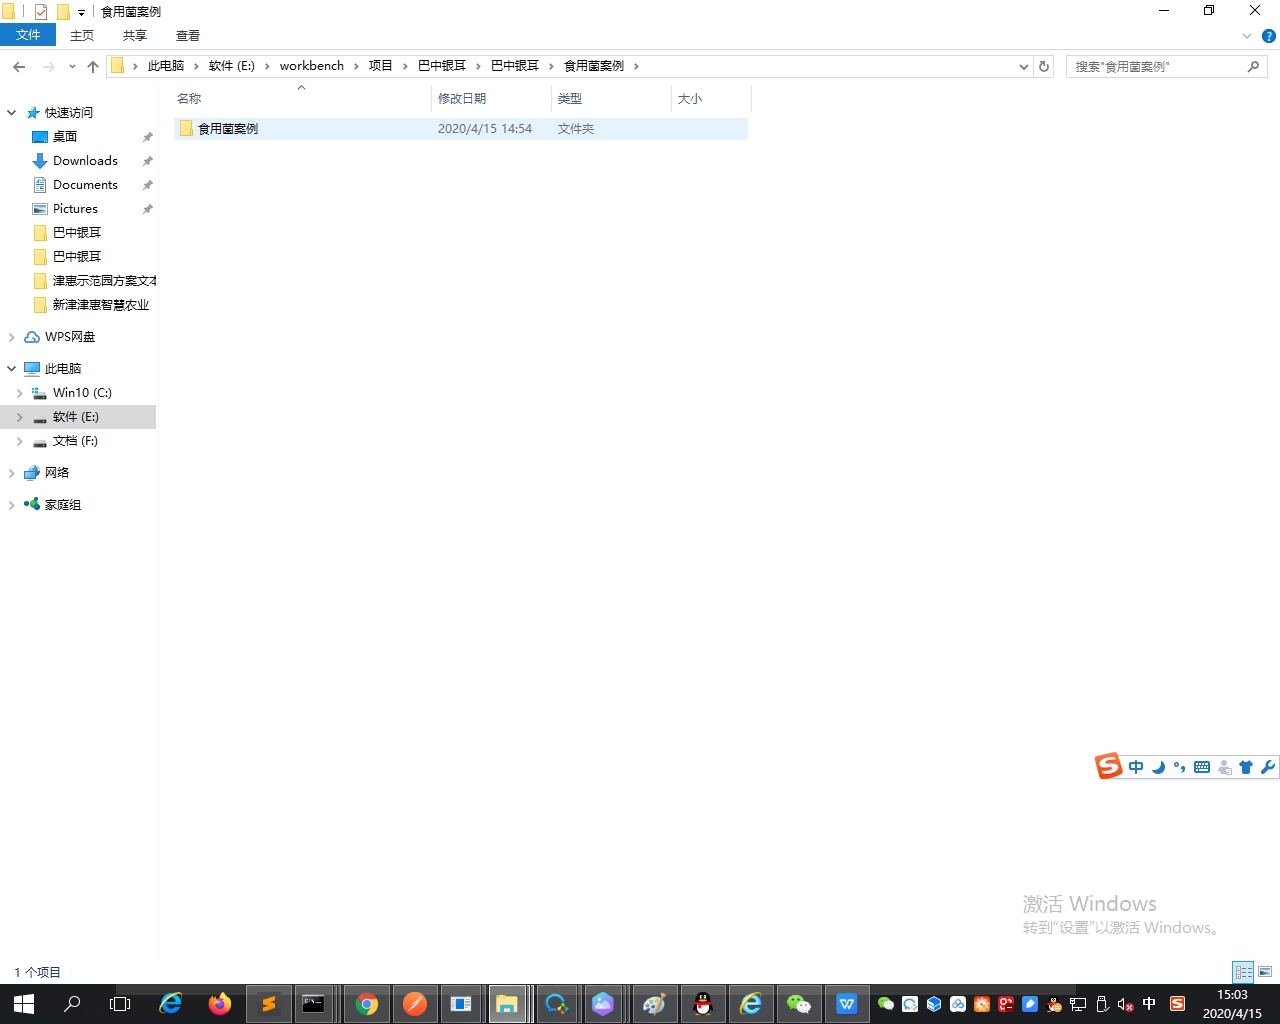 食用菌案例
文件 主页 共享 查看
此电脑 软件 (E:) workbench 项目 巴中银耳 巴中银耳 食用菌案例
搜索"食用菌案例"
名称 修改日期 类型 大小
食用菌案例 2020/4/15 14:54 文件夹
快速访问
桌面
Downloads
Documents
Pictures
巴中银耳
巴中银耳
津惠示范园方案文本
新津津惠智慧农业
WPS网盘
此电脑
Win10 (C:)
软件 (E:)
文档 (F:)
网络
家庭组
中
激活 Windows
转到"设置"以激活 Windows。
1 个项目
中
15:03
2020/4/15